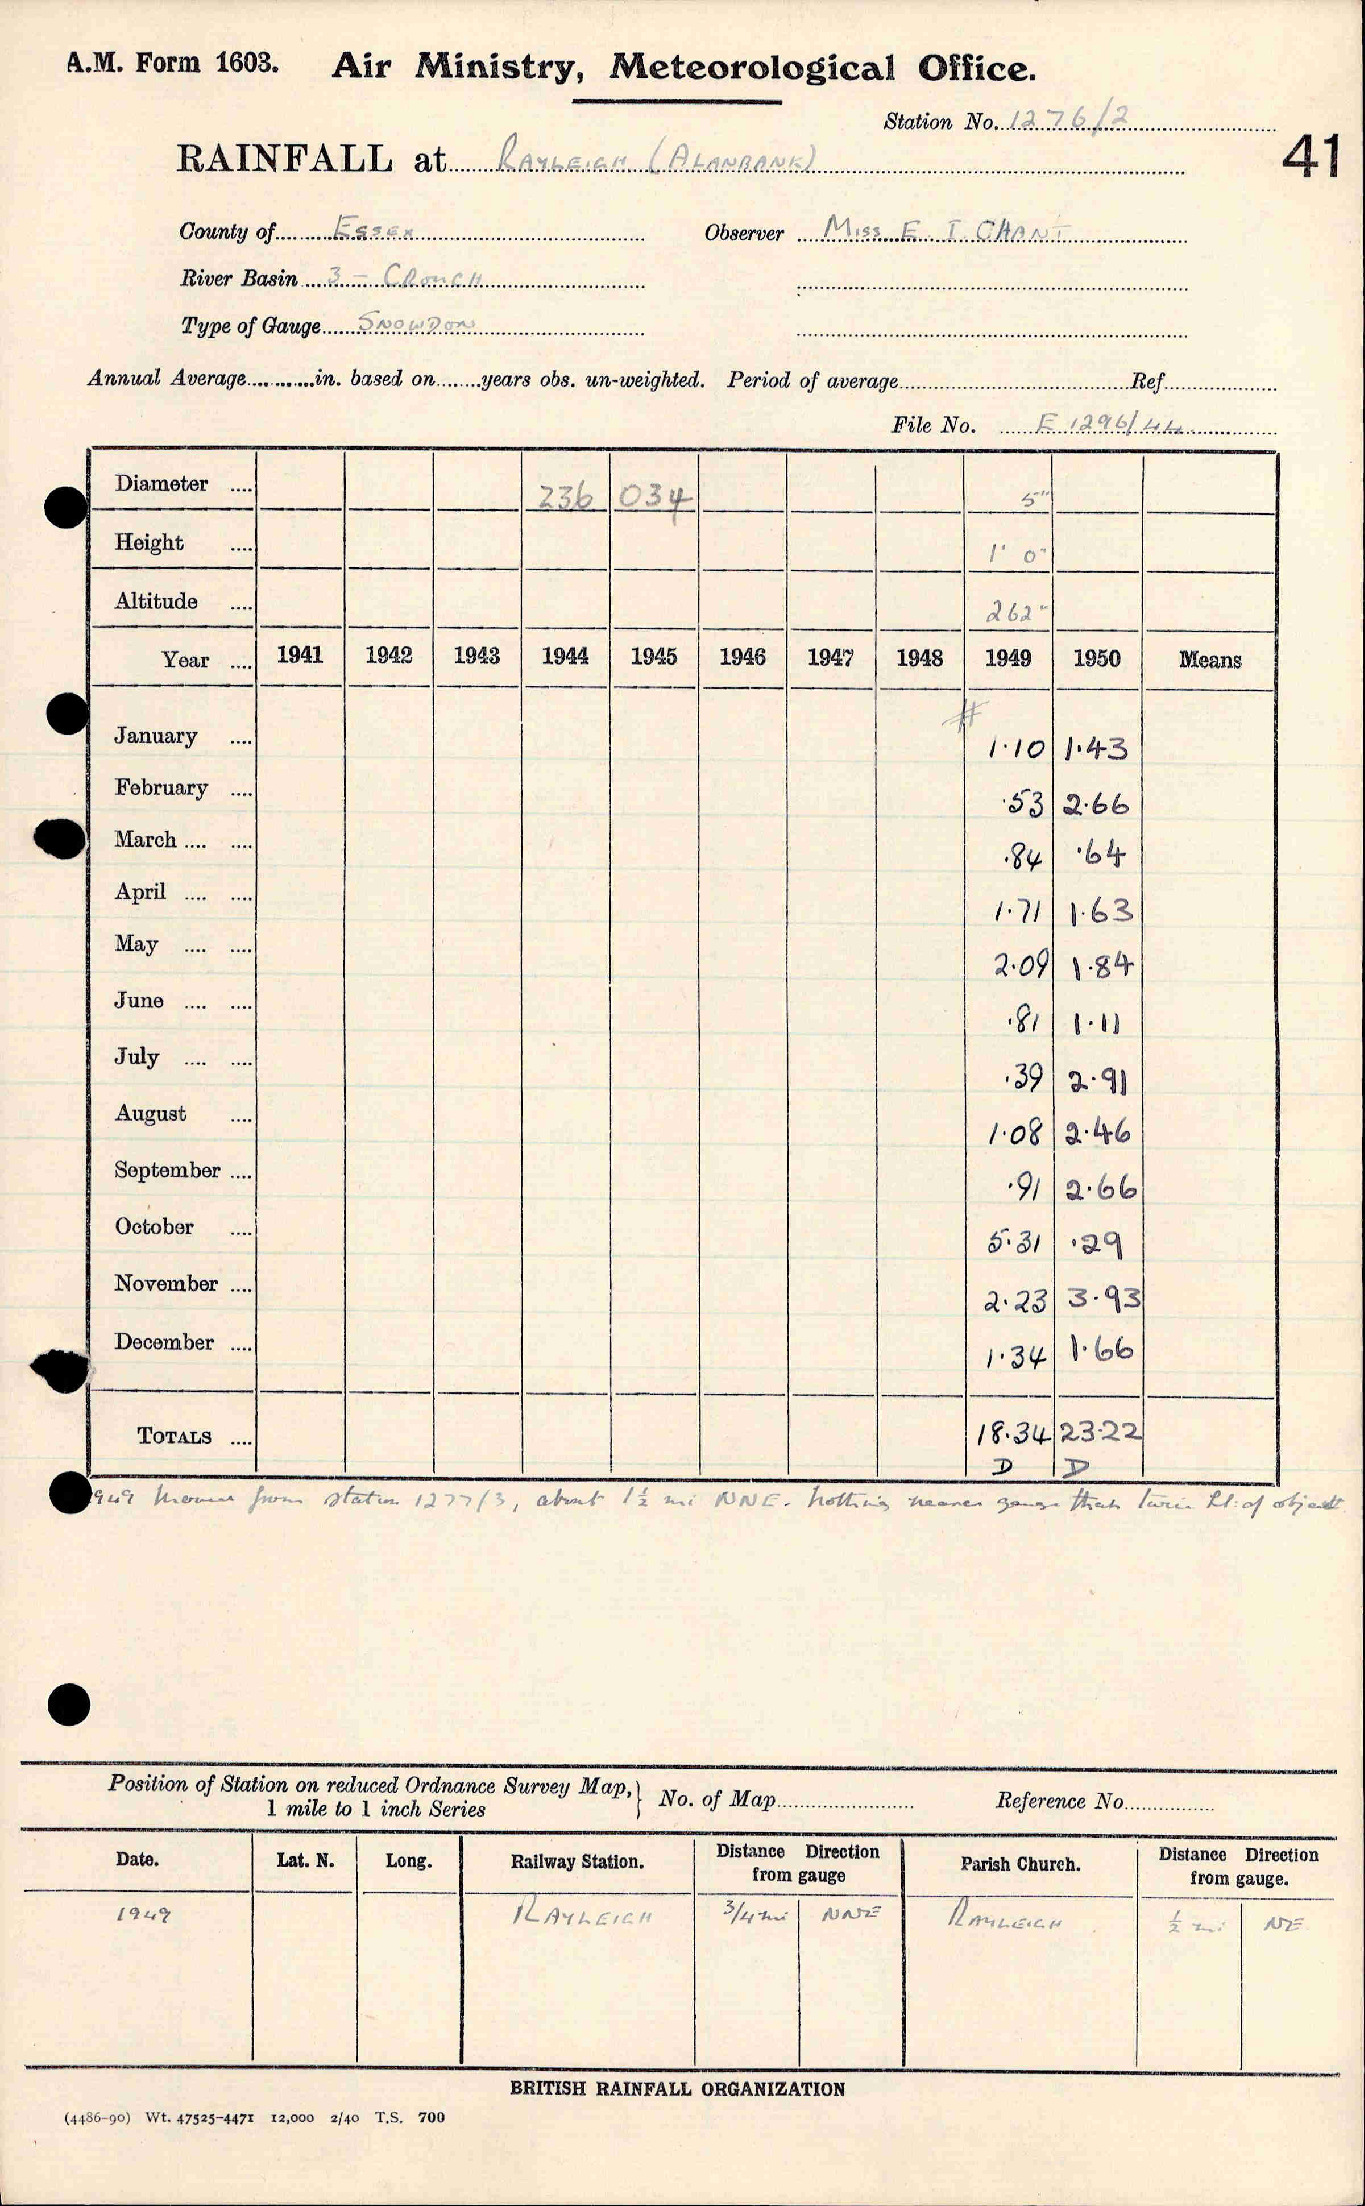 A.M. Form 1603. Air Ministry, Meteorological Office.
Station No. 1276/2
RAINFALL at RAYLEIGH (ALANBANK)
41
County of ESSEX Observer MISS E. I. CHANT
River Basin 3 - CROUCH
Type of Gauge SNOWDON
Annual Average in. based on years obs. un-weighted. Period of average Ref.
File No. E 1296/44
Diameter .... 236 034 5"
Height .... 1' 0"
Altitude .... 262'
Year .... 1941 1942 1943 1944 1945 1946 1947 1948 1949 1950 Means
#
January .... 1.10 1.43
February .... .53 2.66
March .... .... .84 .64
April .... .... 1.71 1.63
May .... .... 2.09 1.84
June .... .... .81 1.11
July .... .... .39 2.91
August .... 1.08 2.46
September .... .91 2.66
October .... 5.31 .29
November .... 2.23 3.93
December .... 1.34 1.66
TOTALS .... 18.34 23.22
D D
1949 Moved from station 1277/3, about 1½ mi NNE. Nothing nearer gauge than twice ht: of object
Position of Station on reduced Ordnance Survey Map, } No. of Map Reference No.
1 mile to 1 inch Series
Date. Lat. N. Long. Railway Station. Distance Direction from gauge Parish Church. Distance Direction from gauge.
1949 RAYLEIGH 3/4 mi NNE RAYLEIGH ½ mi NE
BRITISH RAINFALL ORGANIZATION
(4486-90) Wt. 47525-4471 12,000 2/40 T.S. 700